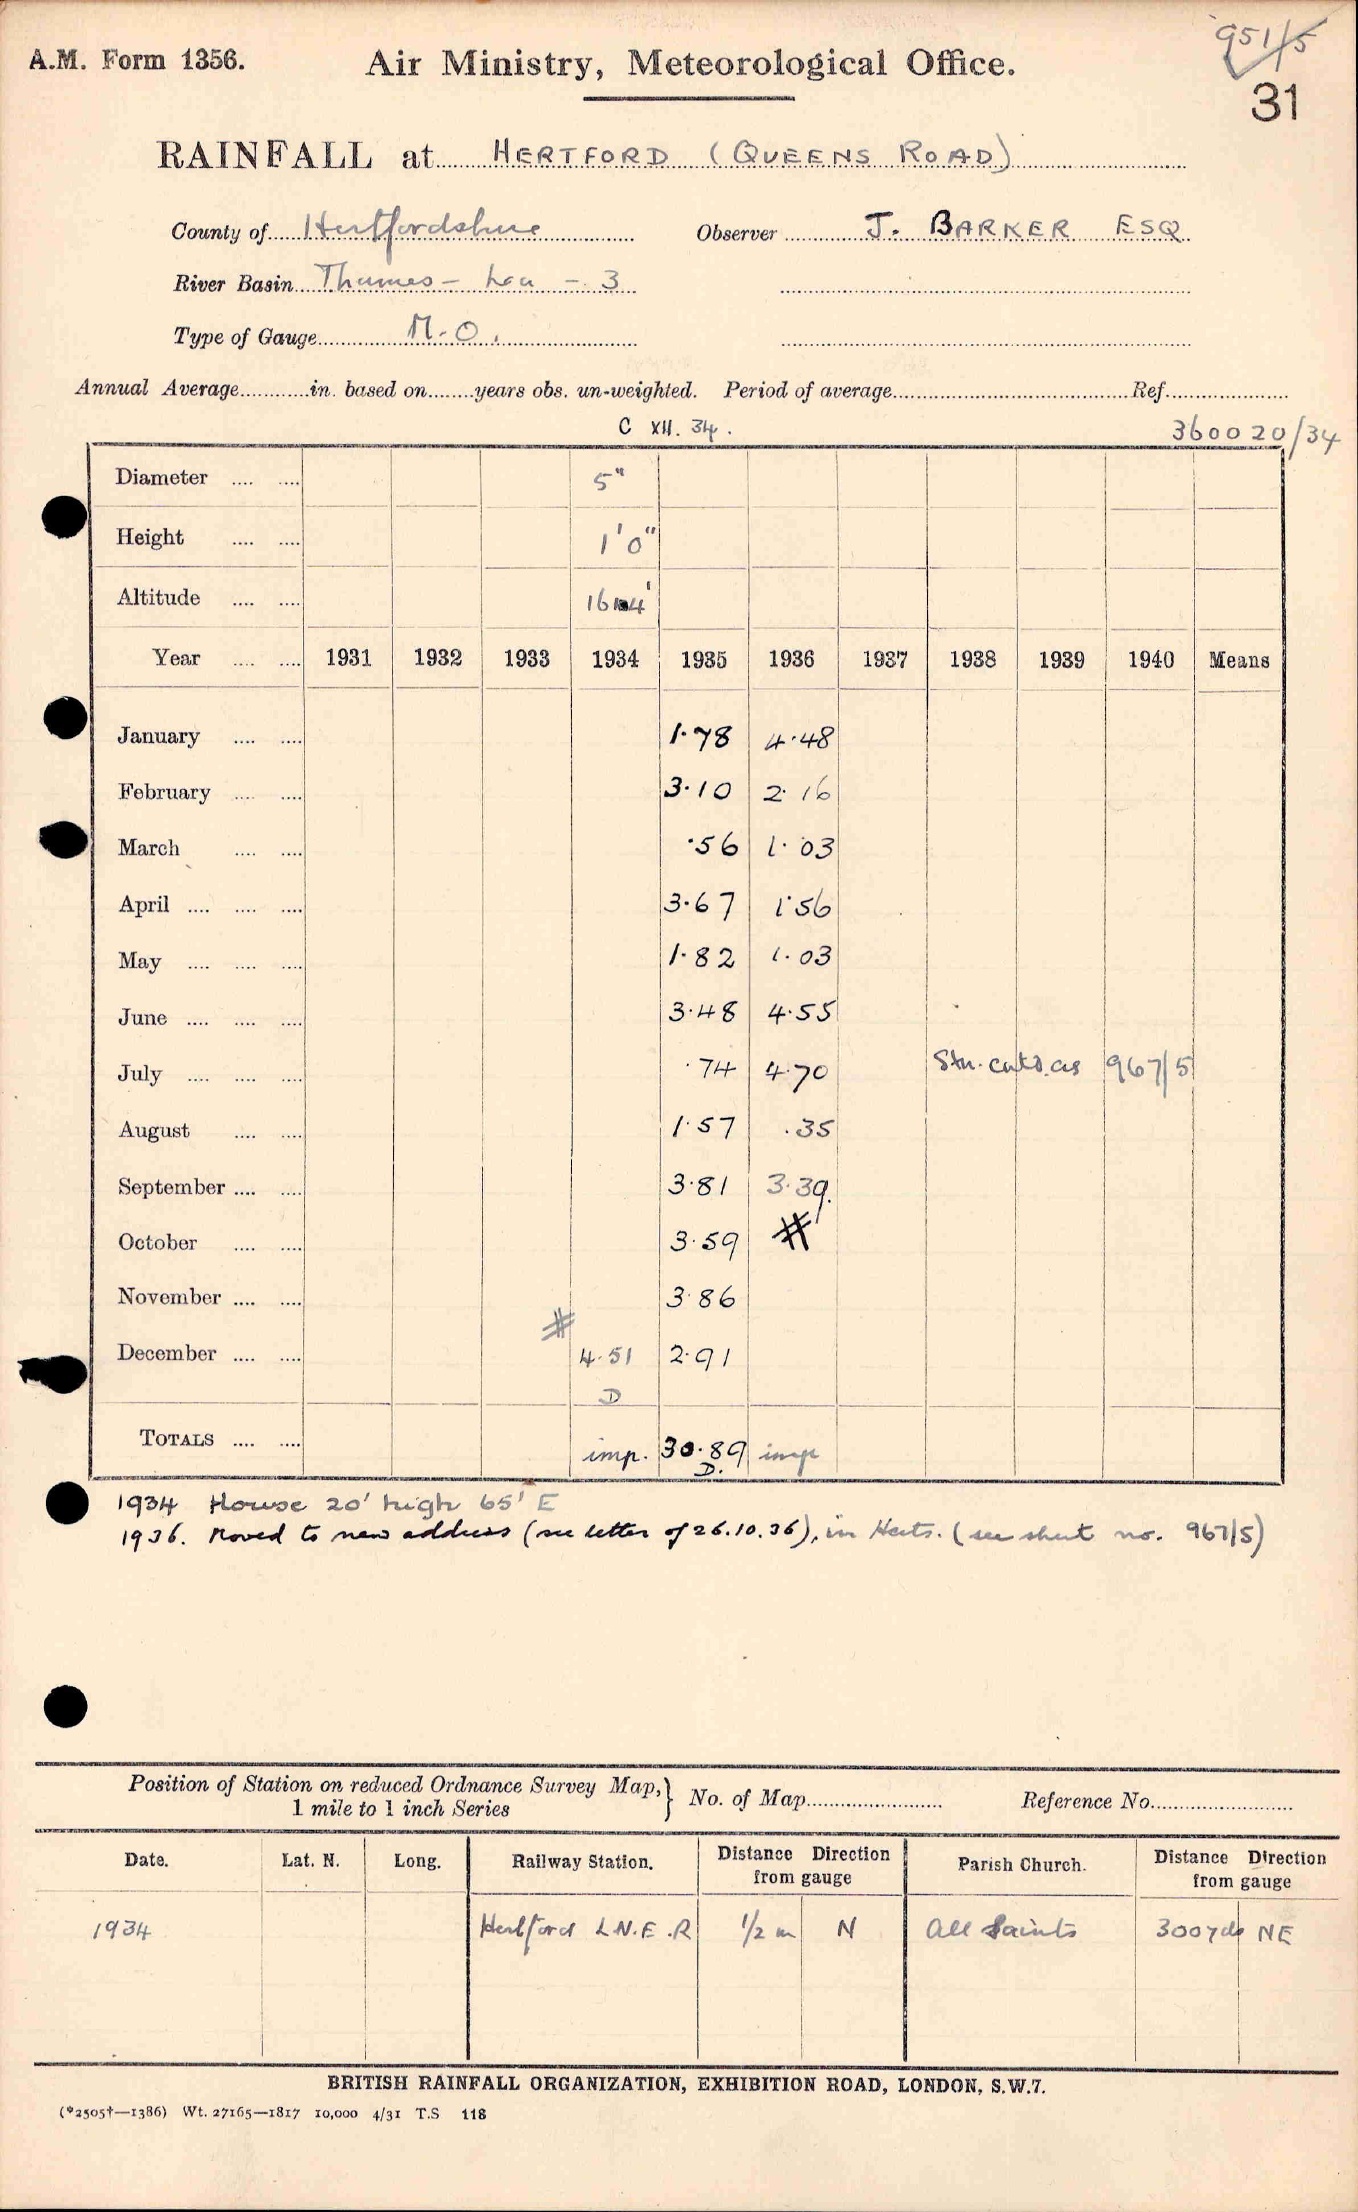 951/5
A.M. Form 1356. Air Ministry, Meteorological Office.
31
RAINFALL at HERTFORD (QUEENS ROAD)
County of Hertfordshire Observer J. BARKER ESQ
River Basin Thames - Lea - 3
Type of Gauge M.O.
Annual Average in. based on years obs. un-weighted. Period of average Ref.
C XII. 34. 360020/34
Diameter .... .... 5"
Height .... .... 1'0"
Altitude .... ....
Year .... .... 1931 1932 1933 1934 1935 1936 1937 1938 1939 1940 Means
January .... .... 1.78 4.48
February .... .... 3.10 2.16
March .... .... .56 1.03
April .... .... .... 3.67 1.56
May .... .... .... 1.82 1.03
June .... .... .... 3.48 4.55
July .... .... .... .74 4.70 Stn. contd. as 967/5
August .... .... 1.57 .35
September .... .... 3.81 3.39
October .... .... 3.59 #
November .... .... 3.86
#
December .... .... 4.51 2.91
D
TOTALS .... .... imp. 30.89 imp
D.
1934 House 20' high 65' E
1936. Moved to new address (see letter of 26.10.36), in Herts. (see sheet no. 967/5)
Position of Station on reduced Ordnance Survey Map, } No. of Map Reference No.
1 mile to 1 inch Series
Date. Lat. N. Long. Railway Station. Distance Direction from gauge Parish Church. Distance Direction from gauge
1934 Hertford L.N.E.R 1/2 m N All Saints 300 yds NE
BRITISH RAINFALL ORGANIZATION, EXHIBITION ROAD, LONDON, S.W.7.
(*2505†—1386) Wt. 27165—1817 10,000 4/31 T.S 118